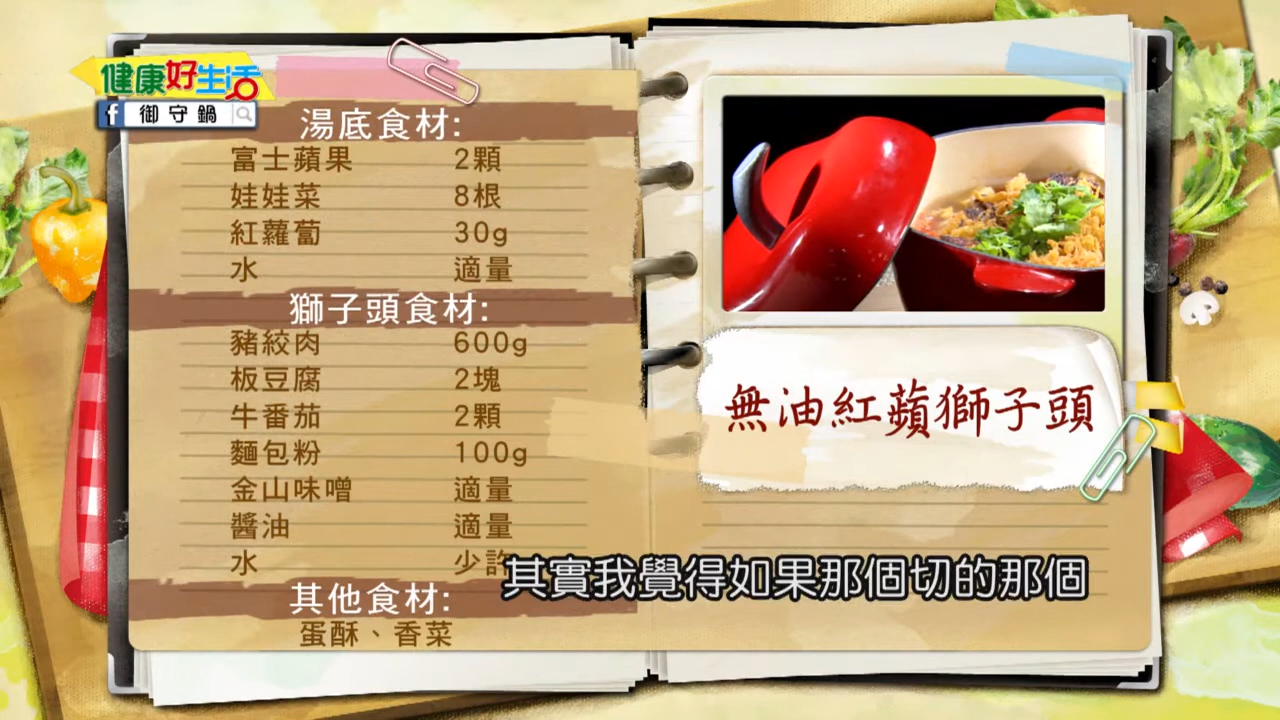 健康好生活
f 御守鍋
湯底食材:
富士蘋果 2顆
娃娃菜 8根
紅蘿蔔 30g
水 適量
獅子頭食材:
豬絞肉 600g
板豆腐 2塊
牛番茄 2顆
麵包粉 100g
金山味噌 適量
醬油 適量
水 少許
其他食材:
蛋酥、香菜
無油紅蘋獅子頭
其實我覺得如果那個切的那個